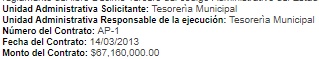 Unidad Administrativa Solicitante: Tesorería Municipal
Unidad Administrativa Responsable de la ejecución: Tesorería Municipal
Número del Contrato: AP-1
Fecha del Contrato: 14/03/2013
Monto del Contrato: $67,160,000.00